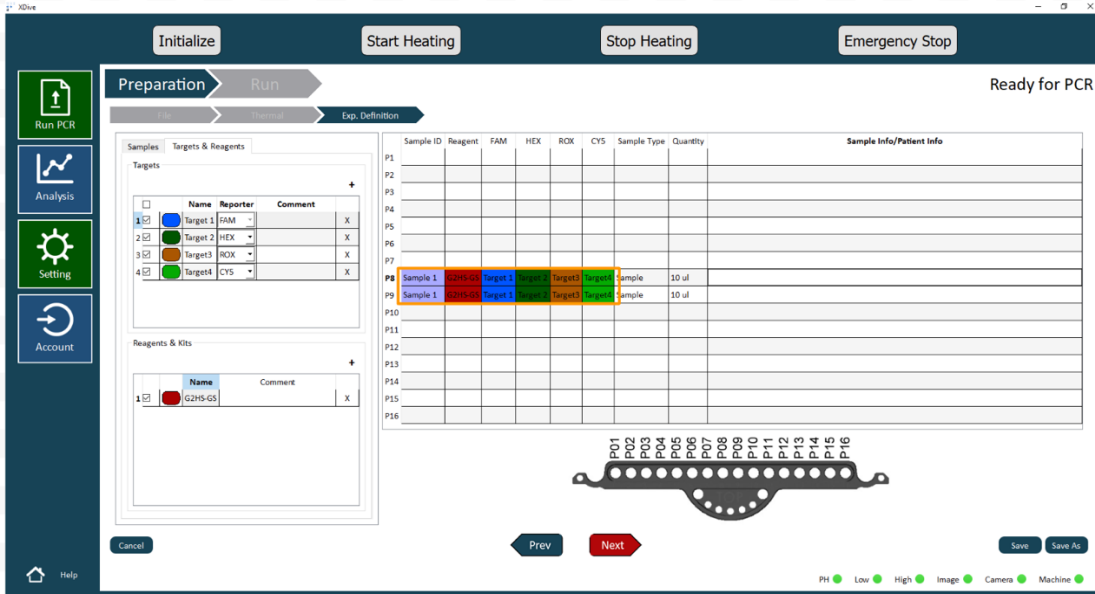 XDive
Initialize
Start Heating
Stop Heating
Emergency Stop
Preparation
Run
Ready for PCR
File
Thermal
Exp. Definition
Run PCR
Analysis
Setting
Account
Help
Samples
Targets & Reagents
Targets
+
Name Reporter Comment
1 Target 1 FAM X
2 Target 2 HEX X
3 Target3 ROX X
4 Target4 CY5 X
Reagents & Kits
+
Name Comment
1 G2HS-GS X
Sample ID Reagent FAM HEX ROX CY5 Sample Type Quantity Sample Info/Patient Info
P1
P2
P3
P4
P5
P6
P7
P8 Sample 1 G2HS-GS Target 1 Target 2 Target3 Target4 Sample 10 ul
P9 Sample 1 G2HS-GS Target 1 Target 2 Target3 Target4 Sample 10 ul
P10
P11
P12
P13
P14
P15
P16
P01 P02 P03 P04 P05 P06 P07 P08 P09 P10 P11 P12 P13 P14 P15 P16
Cancel
Prev
Next
Save
Save As
PH Low High Image Camera Machine